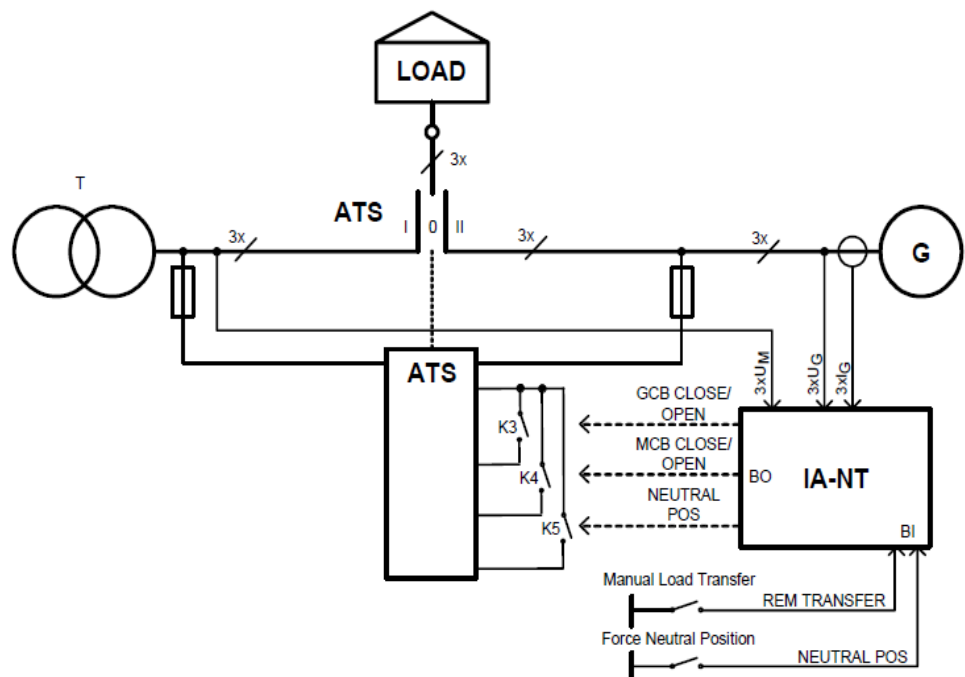 LOAD
3x
T
ATS
I
0
II
3x
3x
3x
G
ATS
3xUM
3xUG
3xIG
GCB CLOSE/
OPEN
K3
MCB CLOSE/
OPEN
K4
BO
IA-NT
NEUTRAL
POS
K5
BI
Manual Load Transfer
REM TRANSFER
Force Neutral Position
NEUTRAL POS